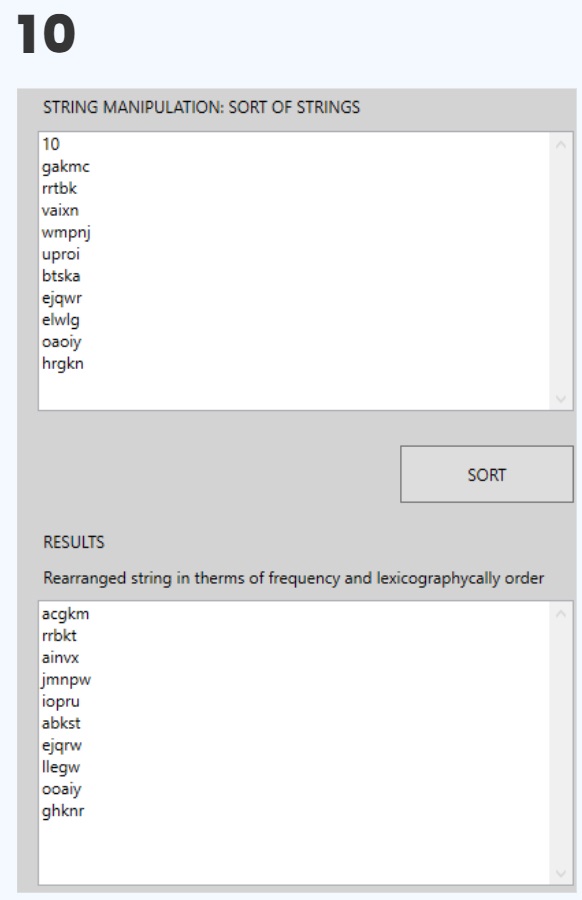 10
STRING MANIPULATION: SORT OF STRINGS
10
gakmc
rrtbk
vaixn
wmpnj
uproi
btska
ejqwr
elwlg
oaoiy
hrgkn
SORT
RESULTS
Rearranged string in therms of frequency and lexicographycally order
acgkm
rrbkt
ainvx
jmnpw
iopru
abkst
ejqrw
llegw
ooaiy
ghknr